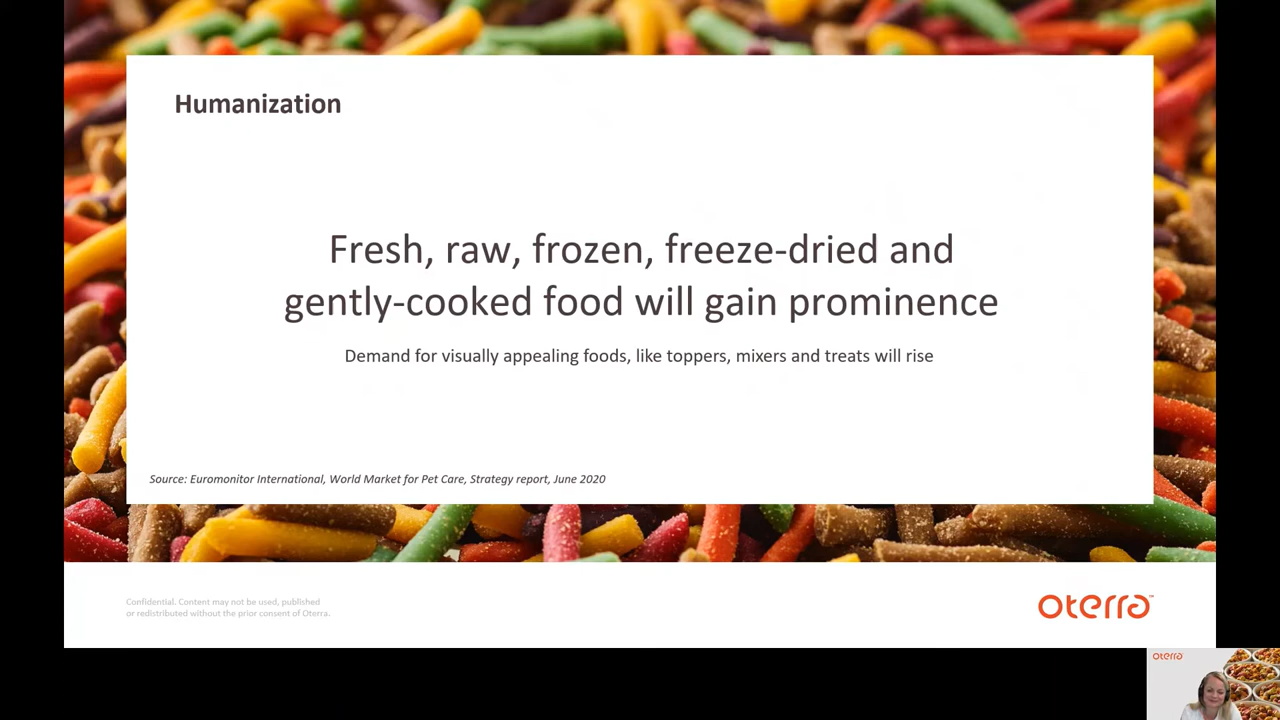 Humanization
Fresh, raw, frozen, freeze-dried and
gently-cooked food will gain prominence
Demand for visually appealing foods, like toppers, mixers and treats will rise
Source: Euromonitor International, World Market for Pet Care, Strategy report, June 2020
Confidential. Content may not be used, published
or redistributed without the prior consent of Oterra.
oterra™
oterra